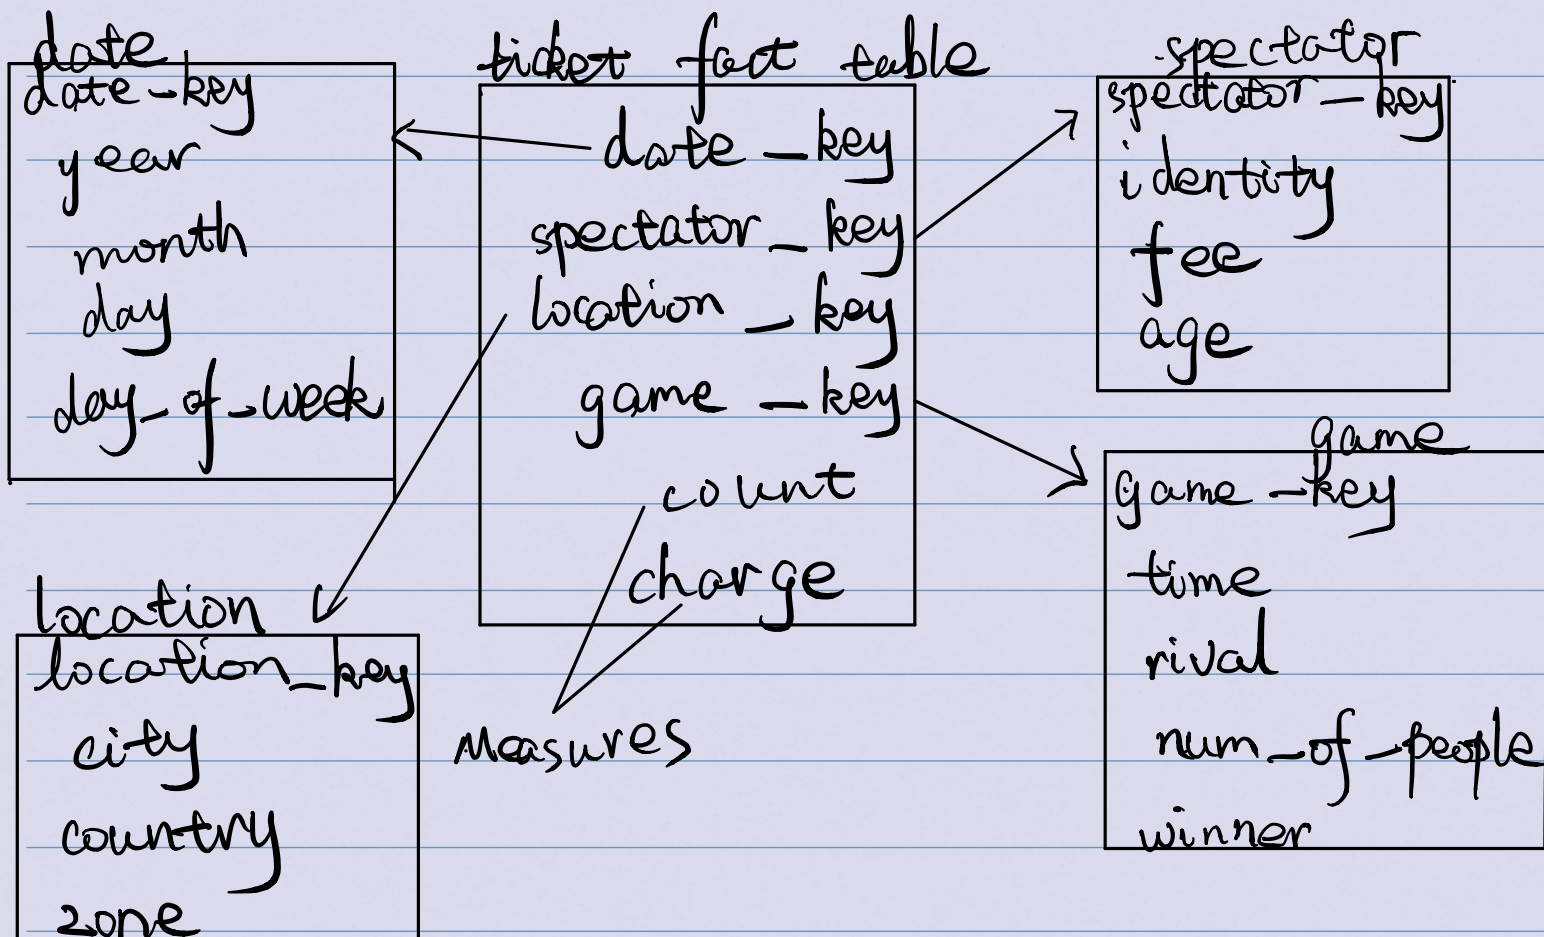 date
date_key
year
month
day
day_of_week
ticket fact table
date_key
spectator_key
location_key
game_key
count
charge
Measures
spectator
spectator_key
identity
fee
age
game
game_key
time
rival
num_of_people
winner
location
location_key
city
country
zone